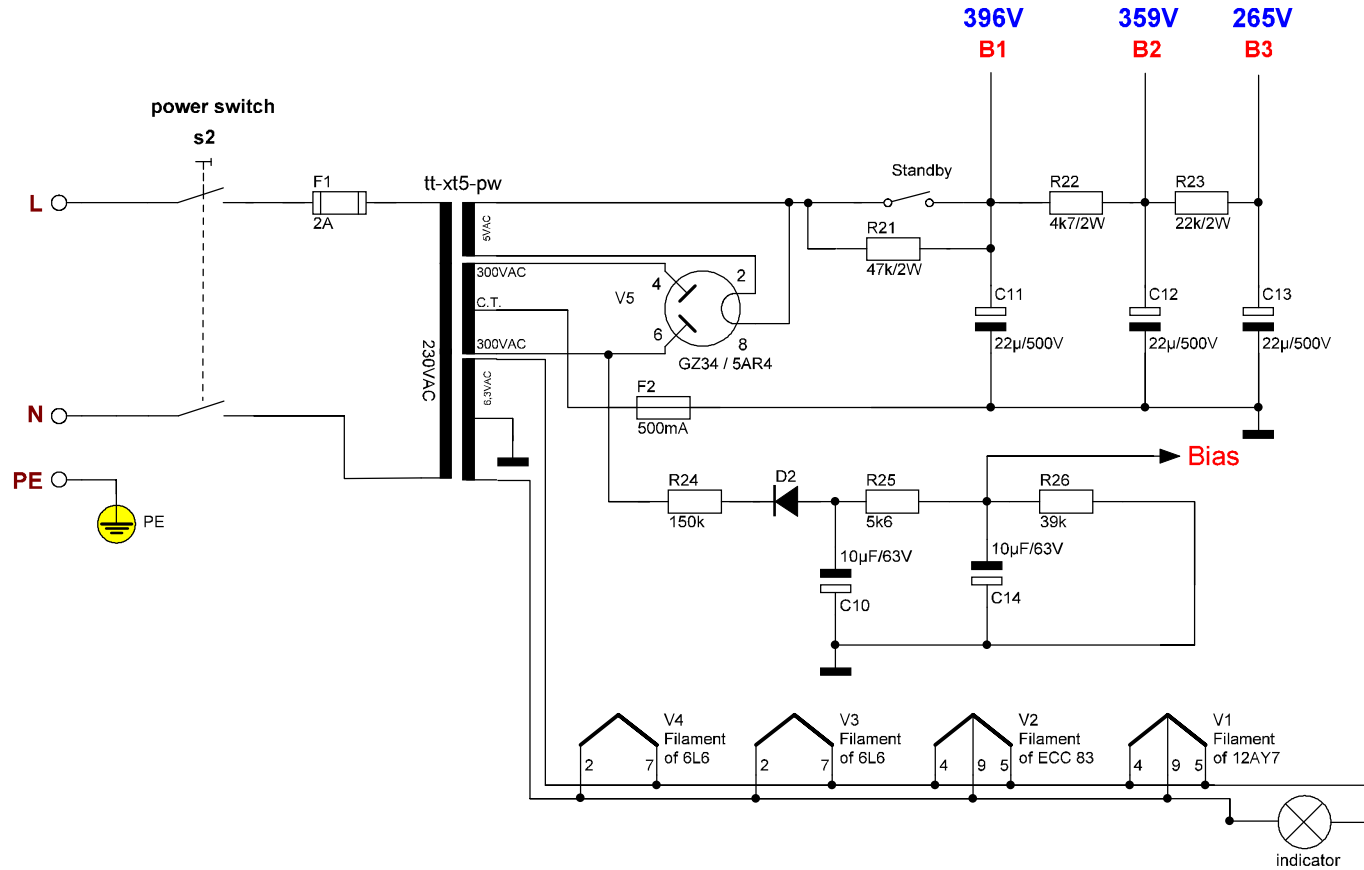 396V
359V
265V
B1
B2
B3
power switch
s2
L
F1
2A
tt-xt5-pw
5VAC
300VAC
C.T.
300VAC
230VAC
6,3VAC
Standby
R21
47k/2W
R22
4k7/2W
R23
22k/2W
V5
4
2
6
8
GZ34 / 5AR4
C11
22µ/500V
C12
22µ/500V
C13
22µ/500V
N
F2
500mA
PE
PE
R24
150k
D2
R25
5k6
R26
39k
Bias
10µF/63V
C10
10µF/63V
C14
V4
Filament
of 6L6
2
7
V3
Filament
of 6L6
2
7
V2
Filament
of ECC 83
4
9
5
V1
Filament
of 12AY7
4
9
5
indicator